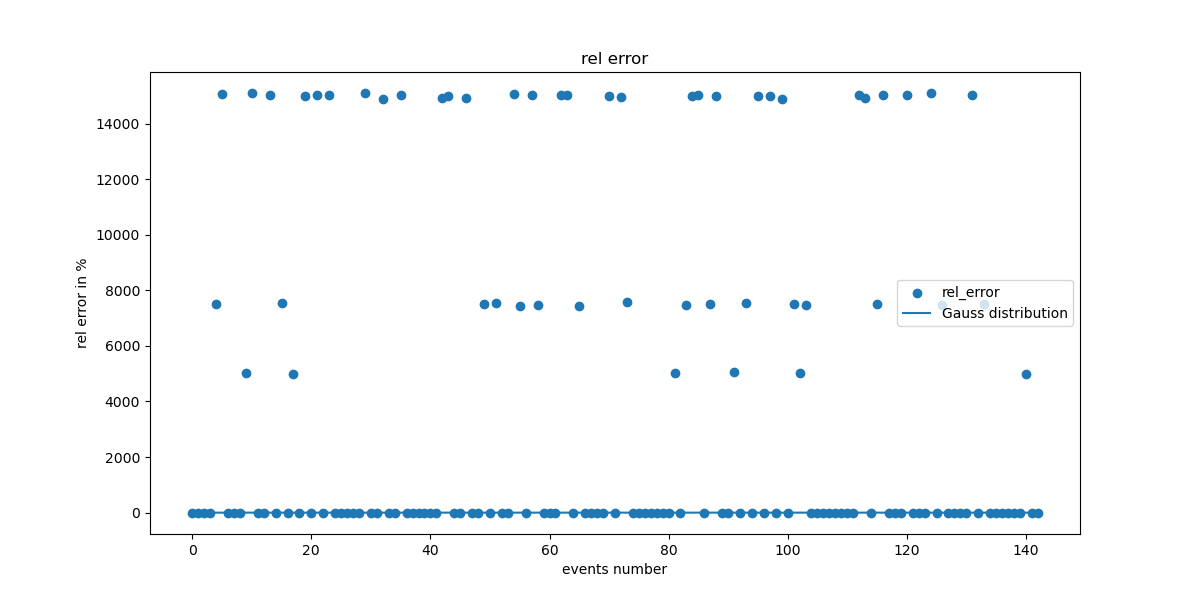 rel error
14000
12000
10000
8000
6000
4000
2000
0
rel error in %
rel_error
Gauss distribution
0 20 40 60 80 100 120 140
events number